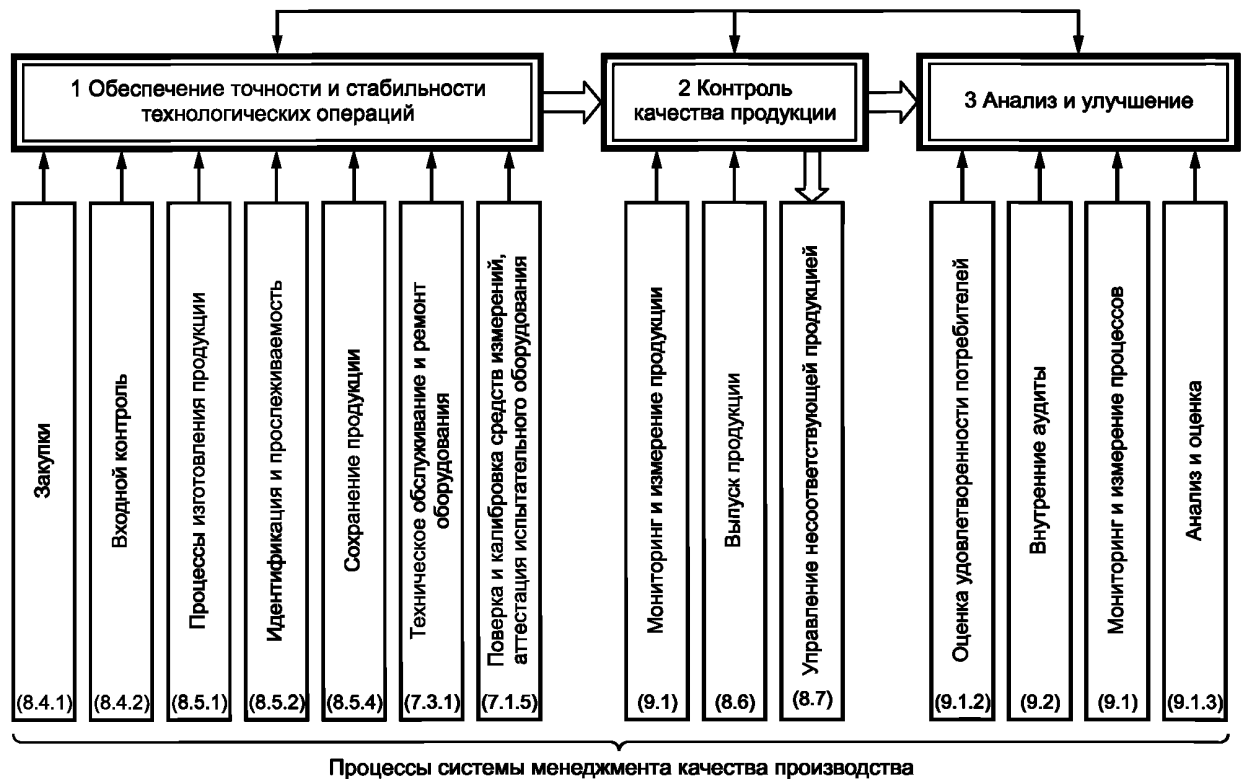 1 Обеспечение точности и стабильности
технологических операций
2 Контроль
качества продукции
3 Анализ и улучшение
Закупки
(8.4.1)
Входной контроль
(8.4.2)
Процессы изготовления продукции
(8.5.1)
Идентификация и прослеживаемость
(8.5.2)
Сохранение продукции
(8.5.4)
Техническое обслуживание и ремонт
оборудования
(7.3.1)
Поверка и калибровка средств измерений,
аттестация испытательного оборудования
(7.1.5)
Мониторинг и измерение продукции
(9.1)
Выпуск продукции
(8.6)
Управление несоответствующей продукцией
(8.7)
Оценка удовлетворенности потребителей
(9.1.2)
Внутренние аудиты
(9.2)
Мониторинг и измерение процессов
(9.1)
Анализ и оценка
(9.1.3)
Процессы системы менеджмента качества производства